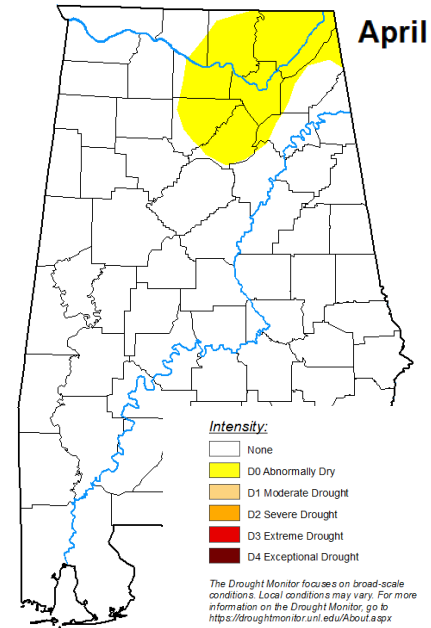 April
Intensity:
None
D0 Abnormally Dry
D1 Moderate Drought
D2 Severe Drought
D3 Extreme Drought
D4 Exceptional Drought
The Drought Monitor focuses on broad-scale
conditions. Local conditions may vary. For more
information on the Drought Monitor, go to
https://droughtmonitor.unl.edu/About.aspx